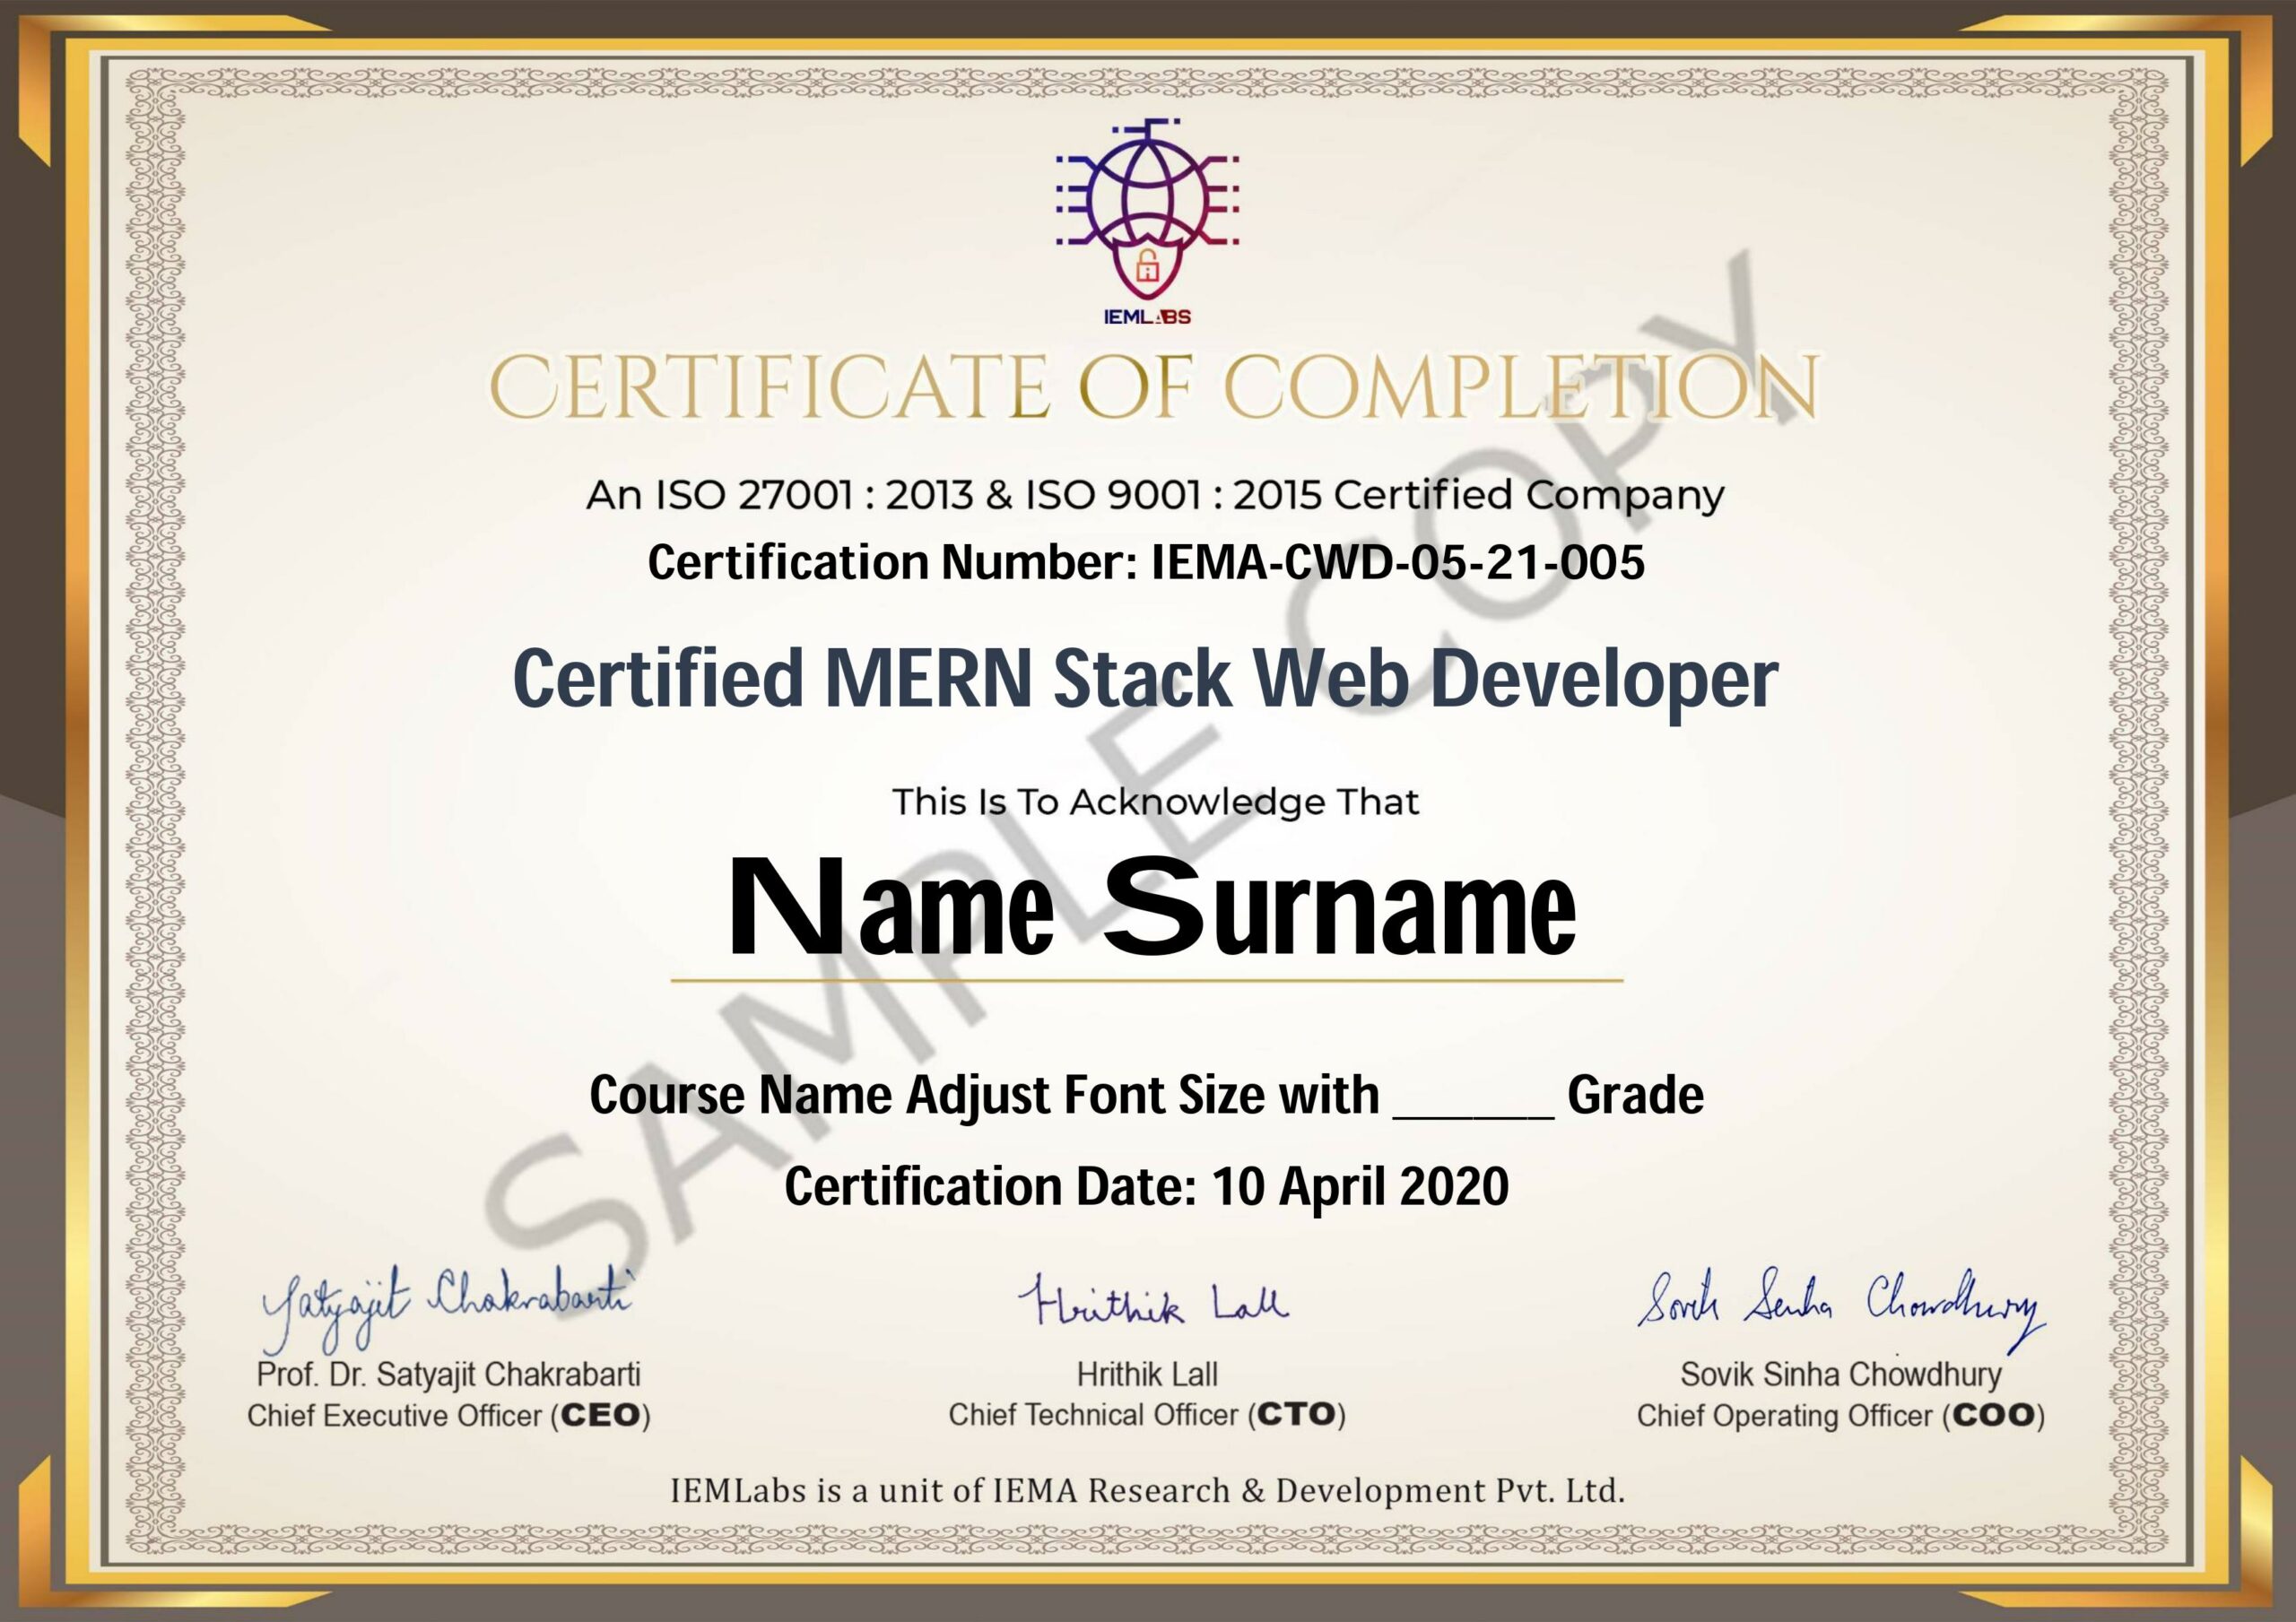 IEMLABS
CERTIFICATE OF COMPLETION
An ISO 27001 : 2013 & ISO 9001 : 2015 Certified Company
Certification Number: IEMA-CWD-05-21-005
Certified MERN Stack Web Developer
This Is To Acknowledge That
Name Surname
Course Name Adjust Font Size with ______ Grade
Certification Date: 10 April 2020
SAMPLE COPY
Satyajit Chakrabarti
Hrithik Lall
Sovik Sinha Chowdhury
Prof. Dr. Satyajit Chakrabarti
Hrithik Lall
Sovik Sinha Chowdhury
Chief Executive Officer (CEO)
Chief Technical Officer (CTO)
Chief Operating Officer (COO)
IEMLabs is a unit of IEMA Research & Development Pvt. Ltd.